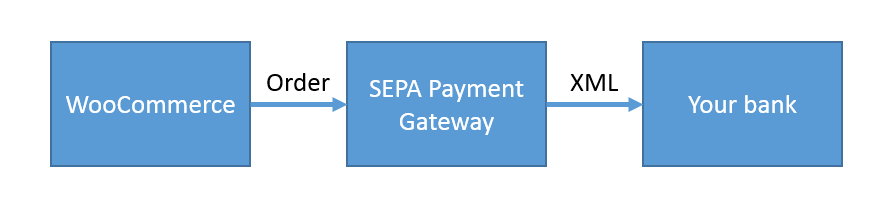 WooCommerce
Order
SEPA Payment
Gateway
XML
Your bank